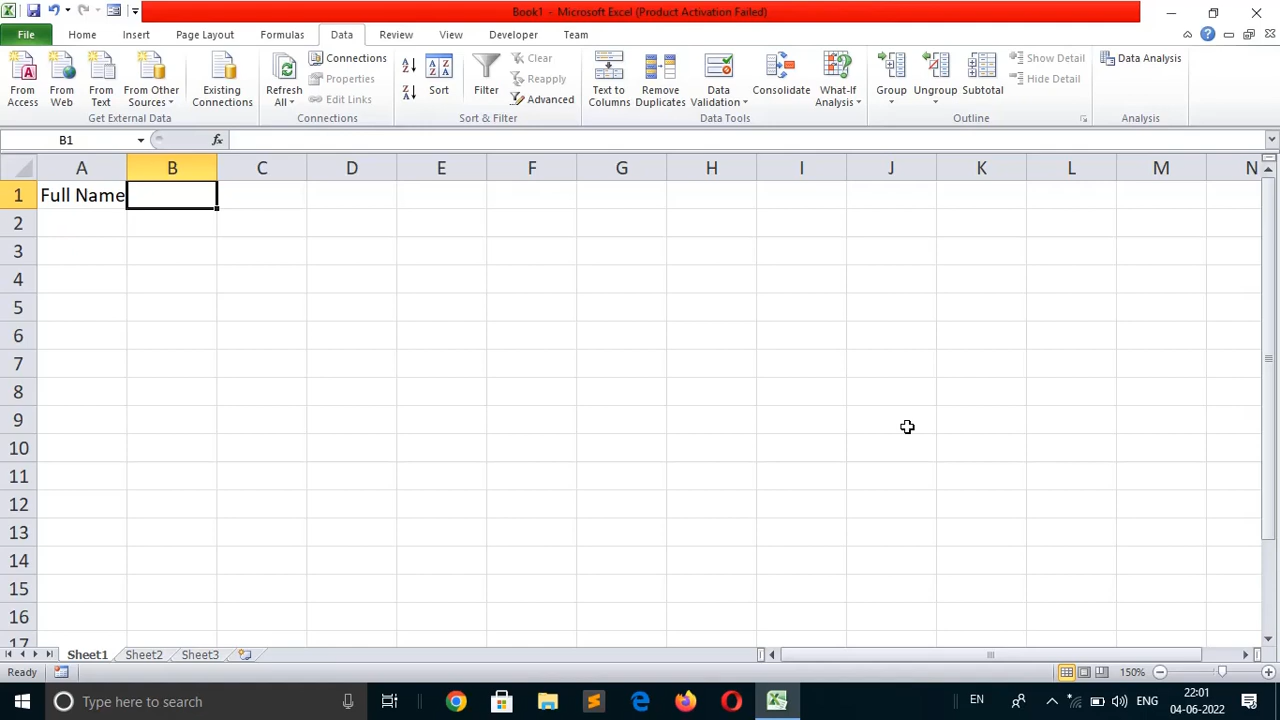 Book1 - Microsoft Excel (Product Activation Failed)
File Home Insert Page Layout Formulas Data Review View Developer Team
From Access
From Web
From Text
From Other Sources
Existing Connections
Get External Data
Refresh All
Connections
Properties
Edit Links
Connections
Sort
Filter
Clear
Reapply
Advanced
Sort & Filter
Text to Columns
Remove Duplicates
Data Validation
Consolidate
What-If Analysis
Data Tools
Group
Ungroup
Subtotal
Show Detail
Hide Detail
Outline
Data Analysis
Analysis
B1 fx
A B C D E F G H I J K L M N
1 Full Name
2
3
4
5
6
7
8
9
10
11
12
13
14
15
16
17
Sheet1 Sheet2 Sheet3
Ready 150%
Type here to search EN ENG 22:01
04-06-2022